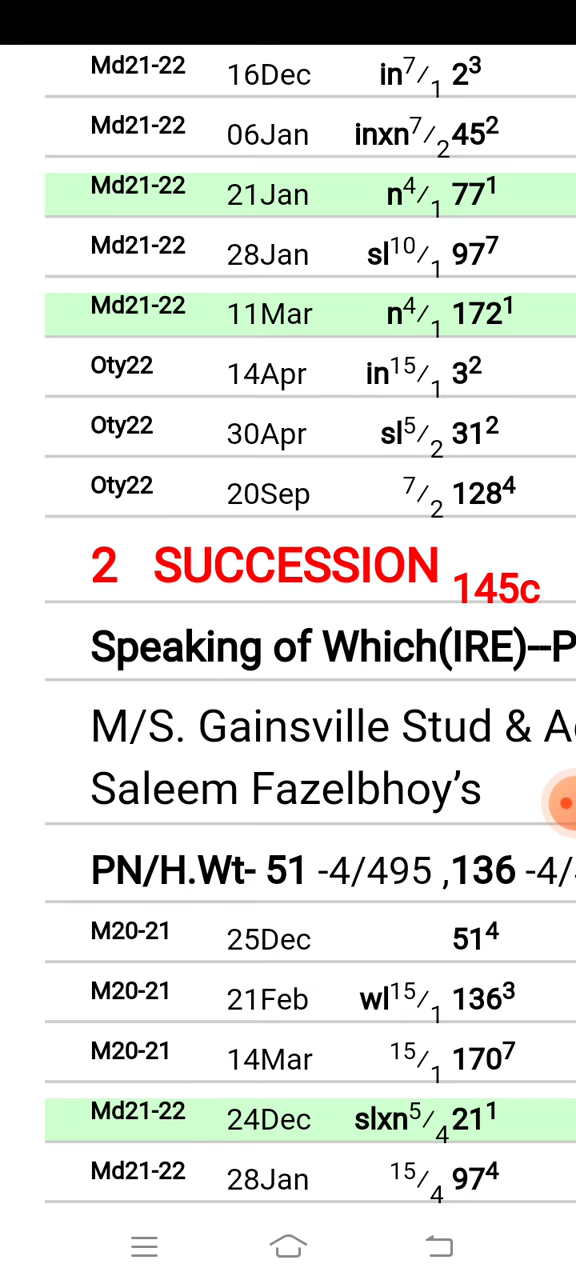 Md21-22 16Dec in7/1 2³
Md21-22 06Jan inxn7/2 45²
Md21-22 21Jan n4/1 77¹
Md21-22 28Jan sl10/1 97⁷
Md21-22 11Mar n4/1 172¹
Oty22 14Apr in15/1 3²
Oty22 30Apr sl5/2 31²
Oty22 20Sep 7/2 128⁴
2 SUCCESSION 145c
Speaking of Which(IRE)--P
M/S. Gainsville Stud & A
Saleem Fazelbhoy’s
PN/H.Wt- 51 -4/495 ,136 -4/
M20-21 25Dec 51⁴
M20-21 21Feb wl15/1 136³
M20-21 14Mar 15/1 170⁷
Md21-22 24Dec slxn5/4 21¹
Md21-22 28Jan 15/4 97⁴